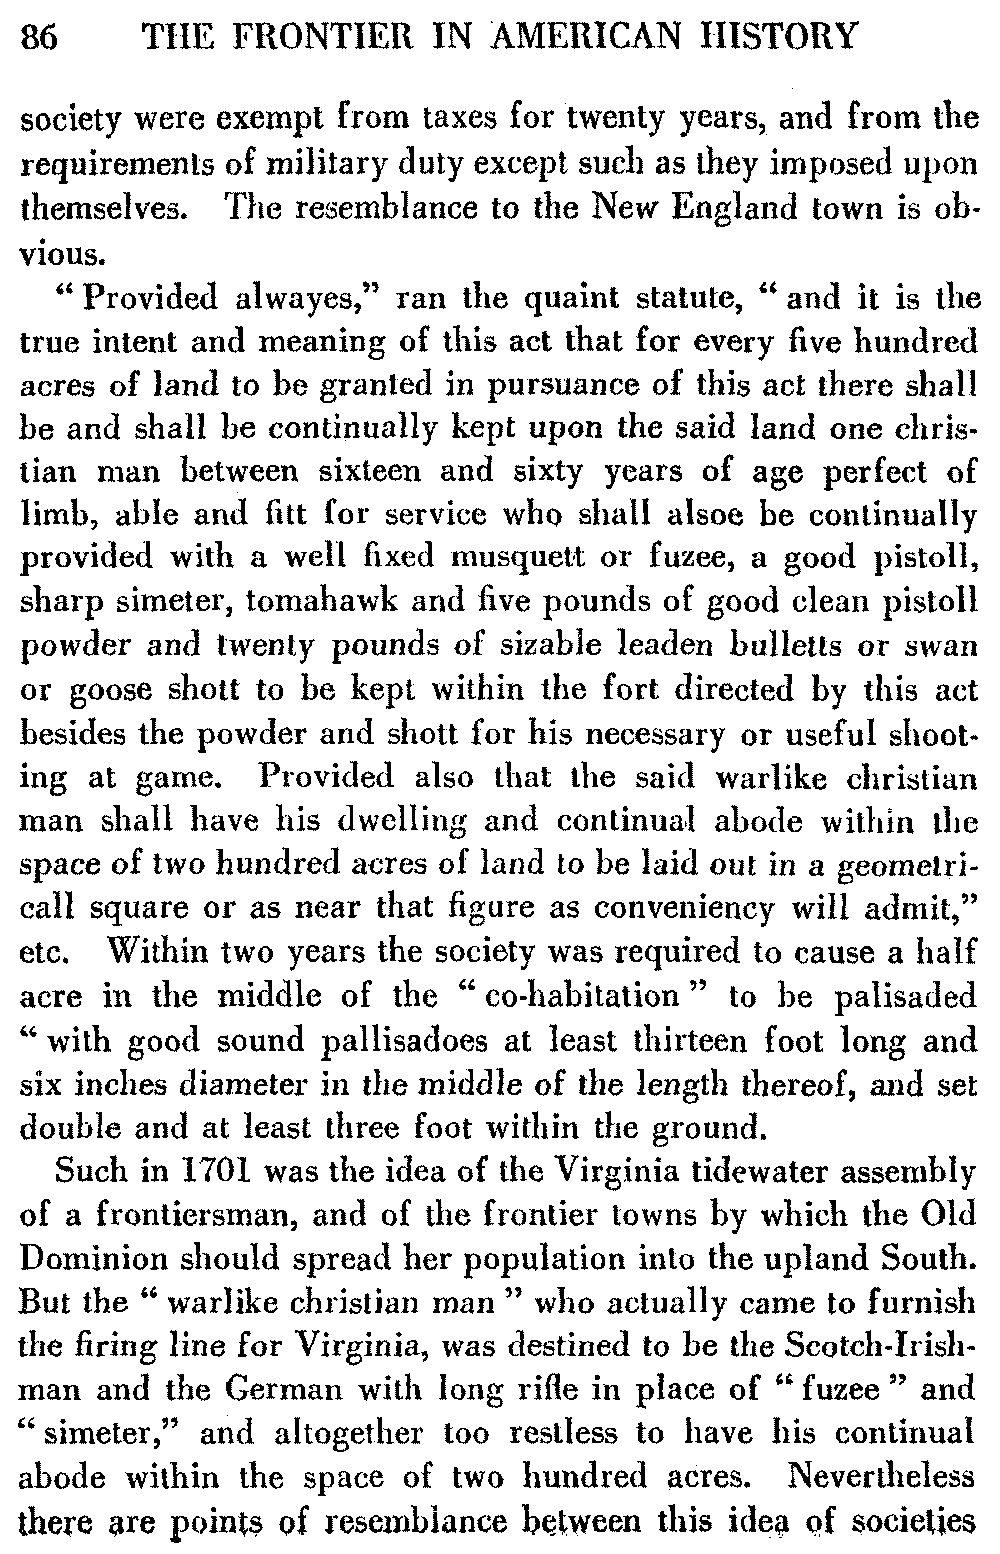 86 THE FRONTIER IN AMERICAN HISTORY
society were exempt from taxes for twenty years, and from the
requirements of military duty except such as they imposed upon
themselves. The resemblance to the New England town is ob-
vious.
“ Provided alwayes,” ran the quaint statute, “ and it is the
true intent and meaning of this act that for every five hundred
acres of land to be granted in pursuance of this act there shall
be and shall be continually kept upon the said land one chris-
tian man between sixteen and sixty years of age perfect of
limb, able and fitt for service who shall alsoe be continually
provided with a well fixed musquett or fuzee, a good pistoll,
sharp simeter, tomahawk and five pounds of good clean pistoll
powder and twenty pounds of sizable leaden bulletts or swan
or goose shott to be kept within the fort directed by this act
besides the powder and shott for his necessary or useful shoot-
ing at game. Provided also that the said warlike christian
man shall have his dwelling and continual abode within the
space of two hundred acres of land to be laid out in a geometri-
call square or as near that figure as conveniency will admit,”
etc. Within two years the society was required to cause a half
acre in the middle of the “ co-habitation ” to be palisaded
“ with good sound pallisadoes at least thirteen foot long and
six inches diameter in the middle of the length thereof, and set
double and at least three foot within the ground.
Such in 1701 was the idea of the Virginia tidewater assembly
of a frontiersman, and of the frontier towns by which the Old
Dominion should spread her population into the upland South.
But the “ warlike christian man ” who actually came to furnish
the firing line for Virginia, was destined to be the Scotch-Irish-
man and the German with long rifle in place of “ fuzee ” and
“ simeter,” and altogether too restless to have his continual
abode within the space of two hundred acres. Nevertheless
there are points of resemblance between this idea of societies